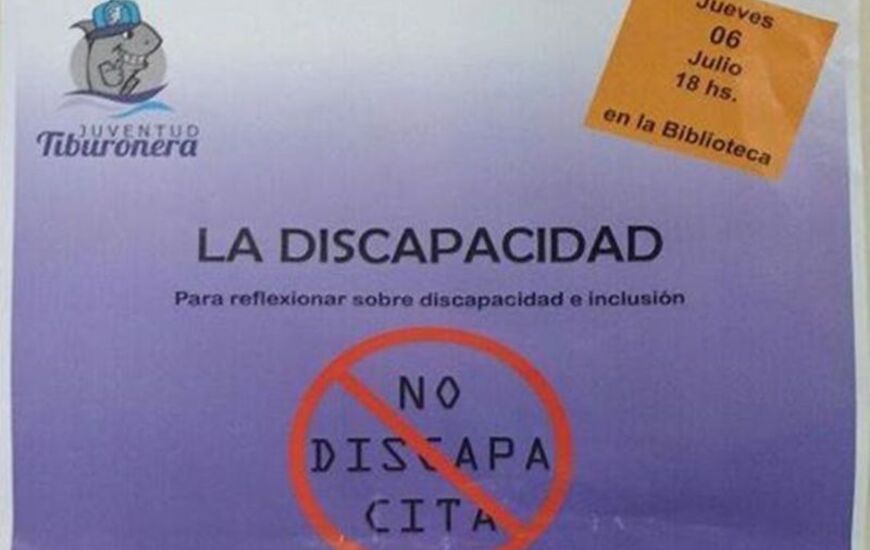 JUVENTUD
Tiburonera
Jueves
06
Julio
18 hs.
en la Biblioteca
LA DISCAPACIDAD
Para reflexionar sobre discapacidad e inclusión
NO
DISCAPA
CITA